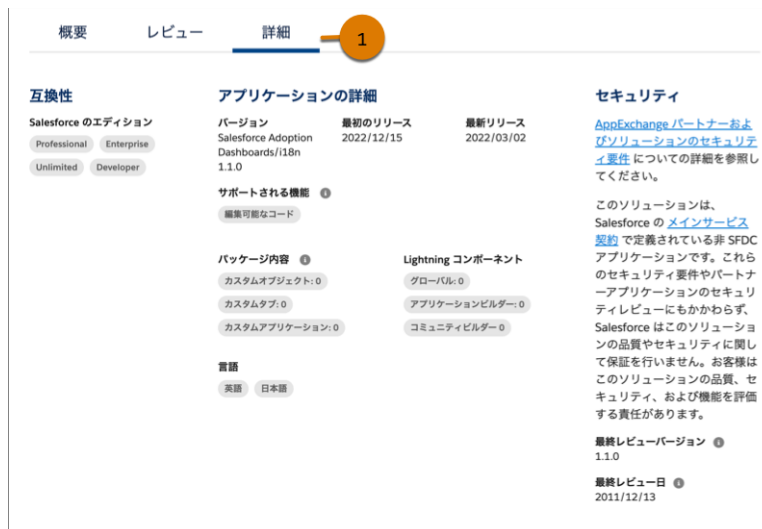 概要
レビュー
詳細
1
互換性
Salesforce のエディション
Professional
Enterprise
Unlimited
Developer
アプリケーションの詳細
バージョン
Salesforce Adoption
Dashboards/i18n
1.1.0
最初のリリース
2022/12/15
最新リリース
2022/03/02
サポートされる機能
編集可能なコード
パッケージ内容
カスタムオブジェクト: 0
カスタムタブ: 0
カスタムアプリケーション: 0
Lightning コンポーネント
グローバル: 0
アプリケーションビルダー: 0
コミュニティビルダー 0
言語
英語
日本語
セキュリティ
AppExchange パートナーおよ
びソリューションのセキュリテ
ィ要件 についての詳細を参照し
てください。
このソリューションは、
Salesforce の メインサービス
契約 で定義されている非 SFDC
アプリケーションです。これら
のセキュリティ要件やパートナ
ーアプリケーションのセキュリ
ティレビューにもかかわらず、
Salesforce はこのソリューショ
ンの品質やセキュリティに関し
て保証を行いません。お客様は
このソリューションの品質、セ
キュリティ、および機能を評価
する責任があります。
最終レビューバージョン
1.1.0
最終レビュー日
2011/12/13